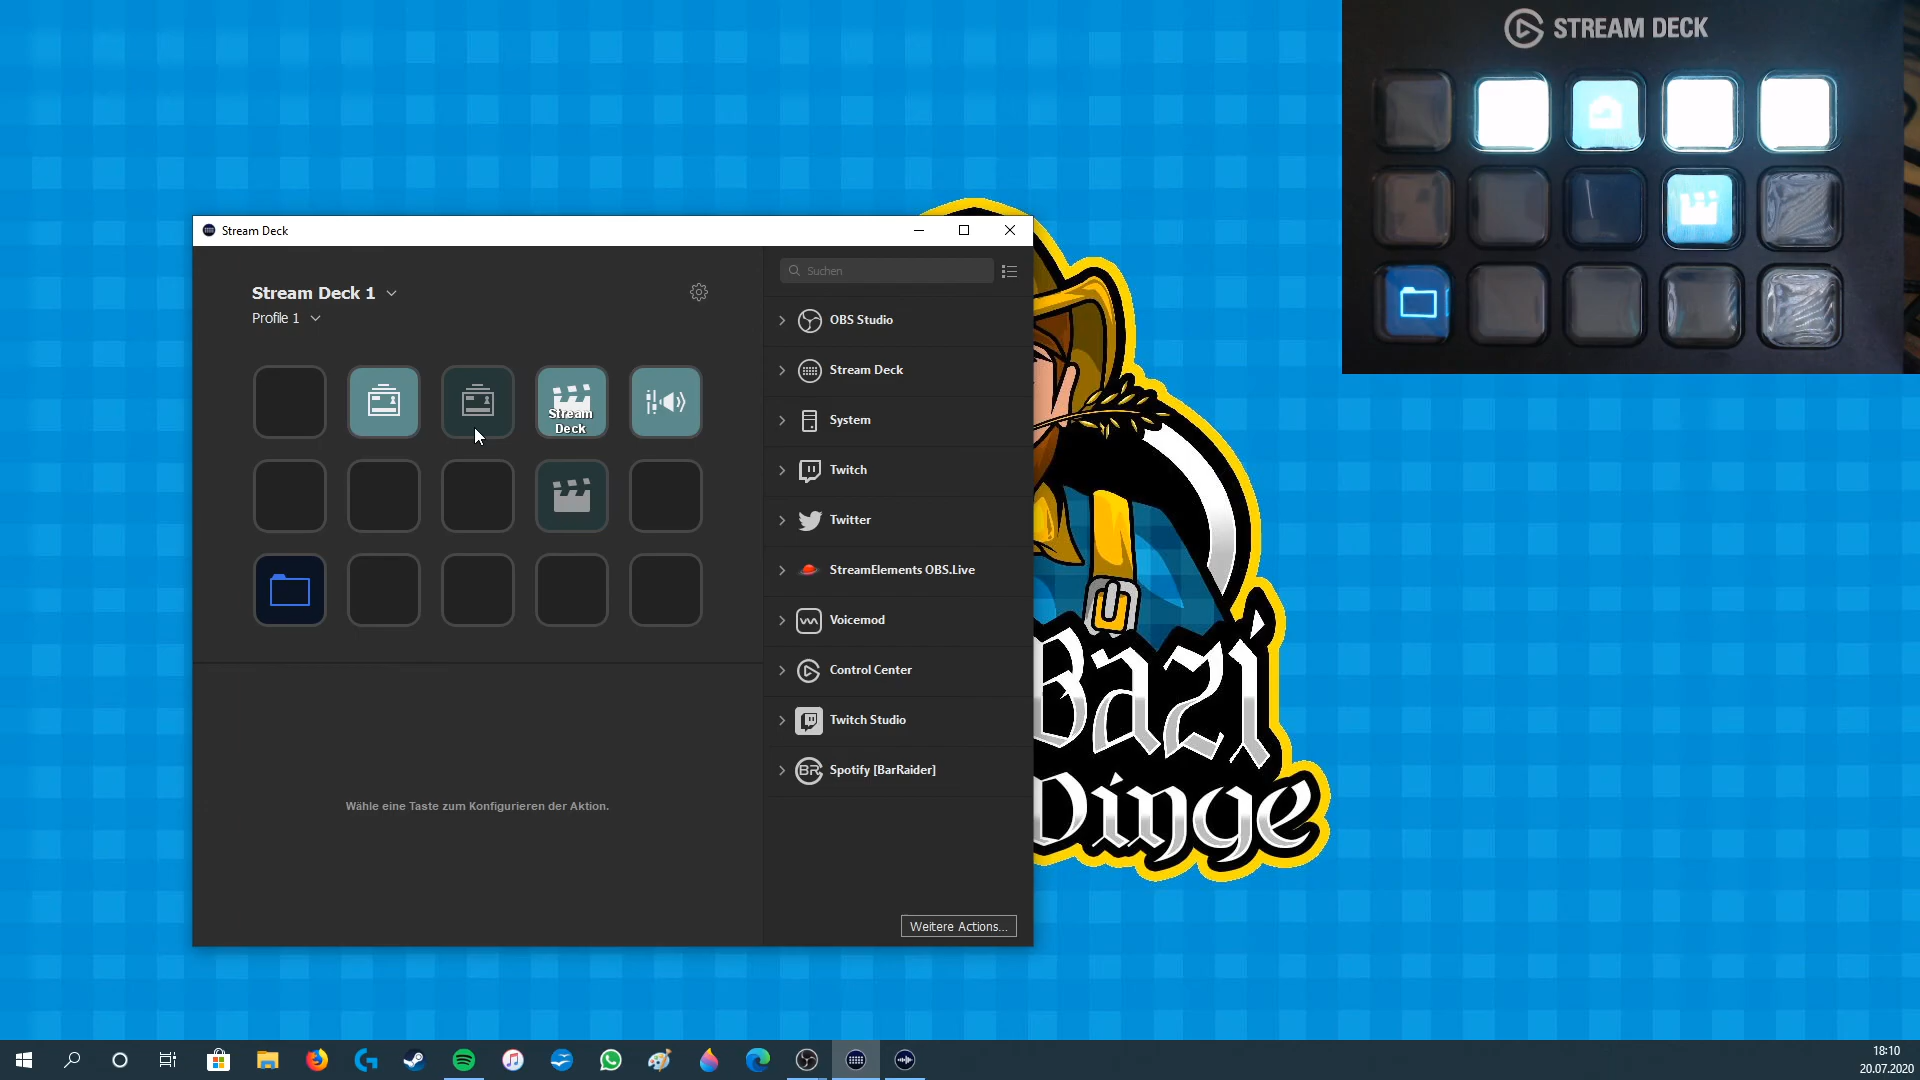 STREAM DECK
Stream Deck
Stream Deck 1
Profile 1
Stream
Deck
Wähle eine Taste zum Konfigurieren der Aktion.
Suchen
OBS Studio
Stream Deck
System
Twitch
Twitter
StreamElements OBS.Live
Voicemod
Control Center
Twitch Studio
BR
Spotify [BarRaider]
Weitere Actions...
Bazi
Dinge
18:10
20.07.2020